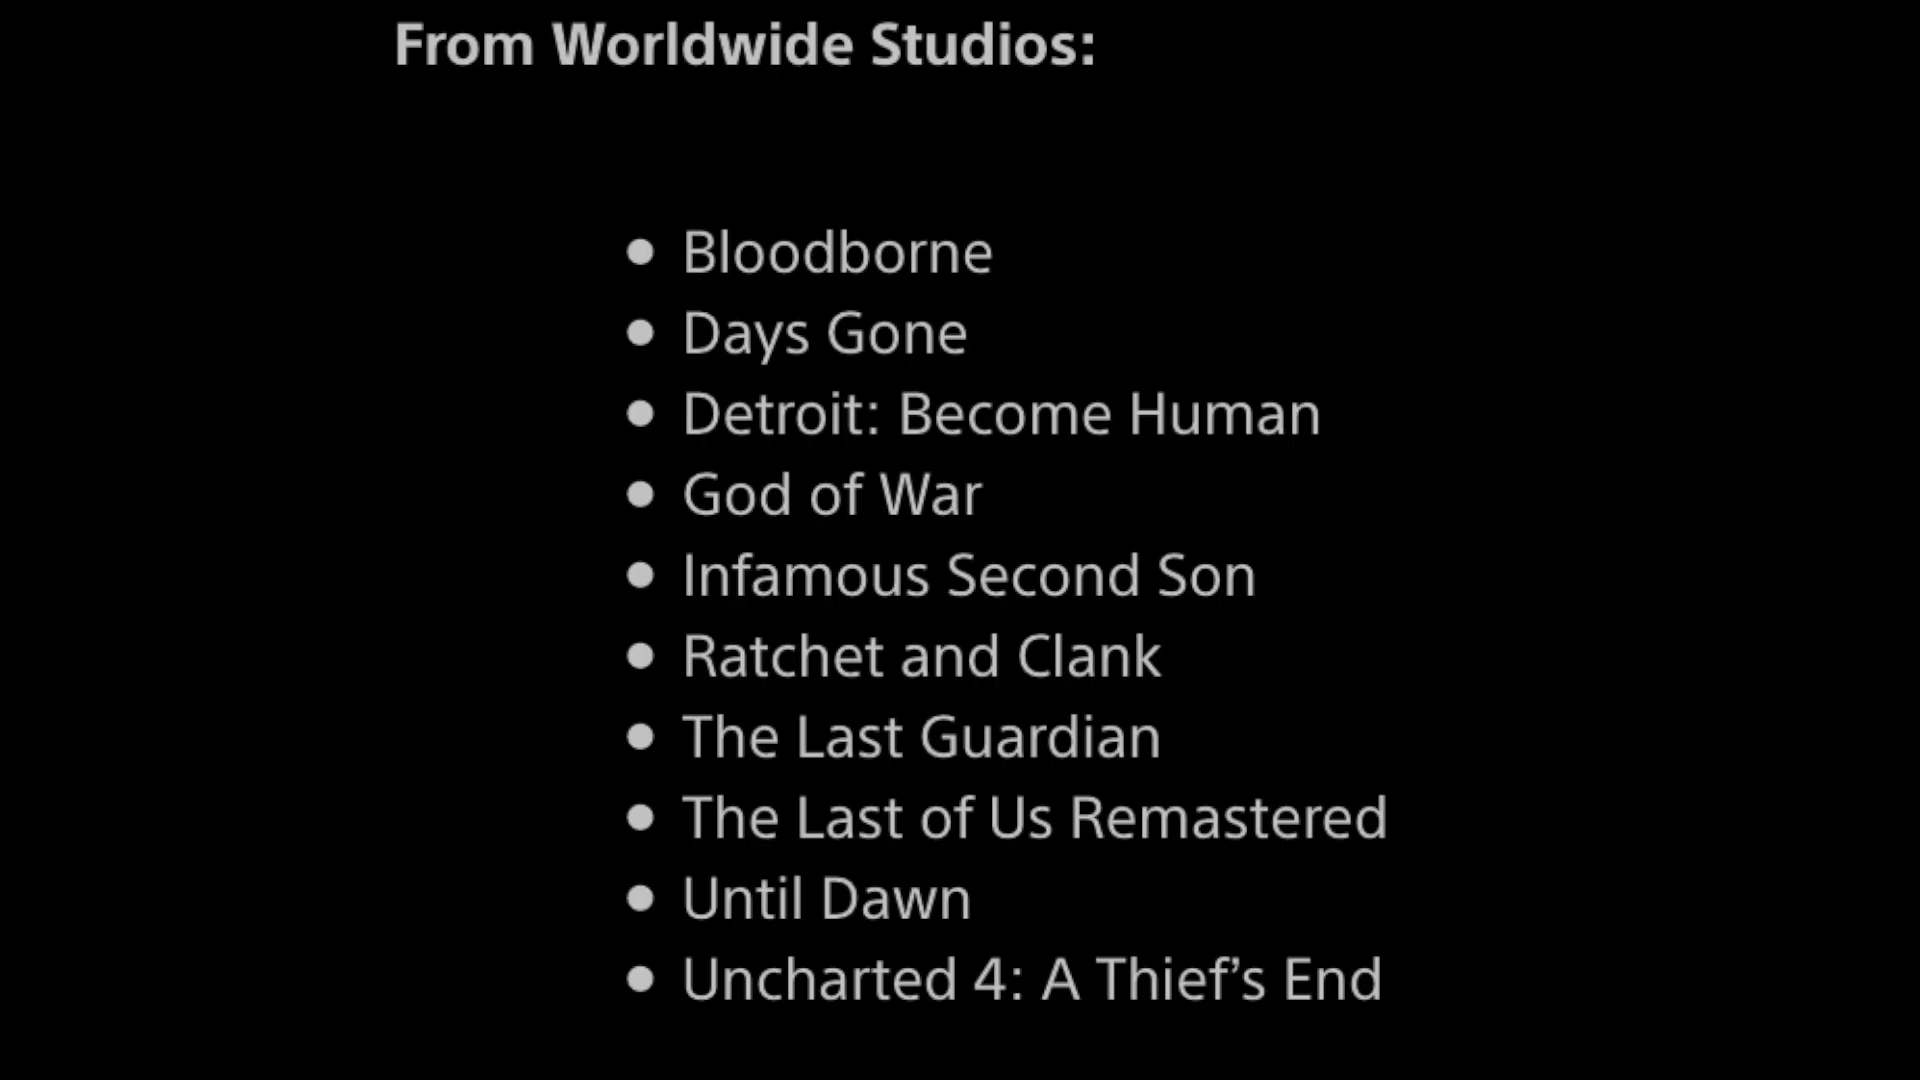 From Worldwide Studios:
• Bloodborne
• Days Gone
• Detroit: Become Human
• God of War
• Infamous Second Son
• Ratchet and Clank
• The Last Guardian
• The Last of Us Remastered
• Until Dawn
• Uncharted 4: A Thief’s End